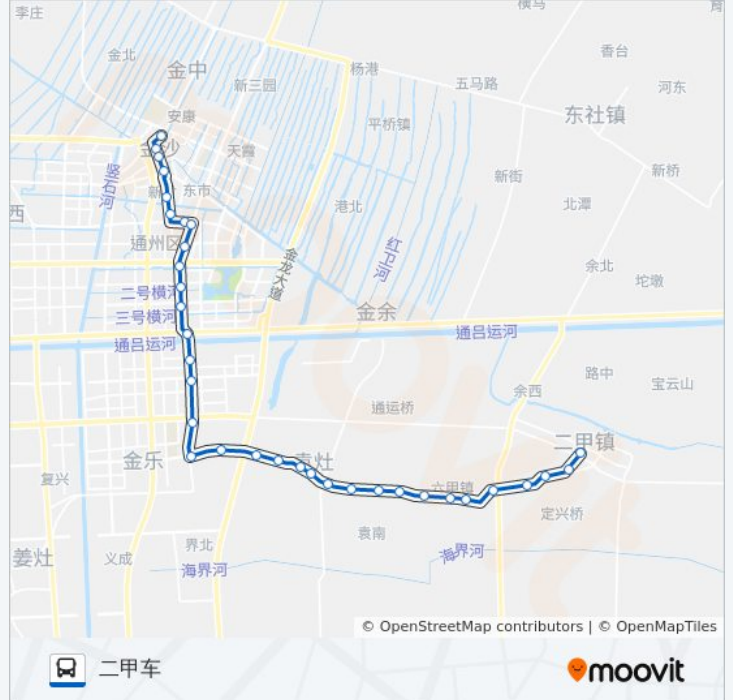 李庄
横马
育
金北
金中
杨港
香台
新三园
五马路
河东
安康
平桥镇
东社镇
天霞
竖石河
新街
新桥
东市
西
港北
北潭
通州区
红卫河
金龙大道
余北
坨墩
二号横河
三号横河
金余
通吕运河
通吕运河
路中
宝云山
余西
通运桥
二甲镇
金乐
袁灶
复兴
六甲镇
定兴桥
袁南
界北
海界河
姜灶
义成
海界河
© OpenStreetMap contributors | © OpenMapTiles
二甲车
moovit